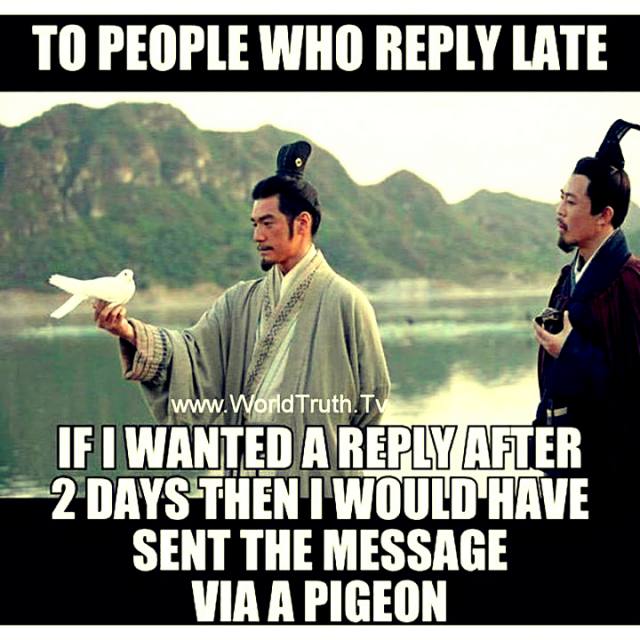 TO PEOPLE WHO REPLY LATE
www.WorldTruth.Tv
IF I WANTED A REPLY AFTER
2 DAYS THEN I WOULD HAVE
SENT THE MESSAGE
VIA A PIGEON